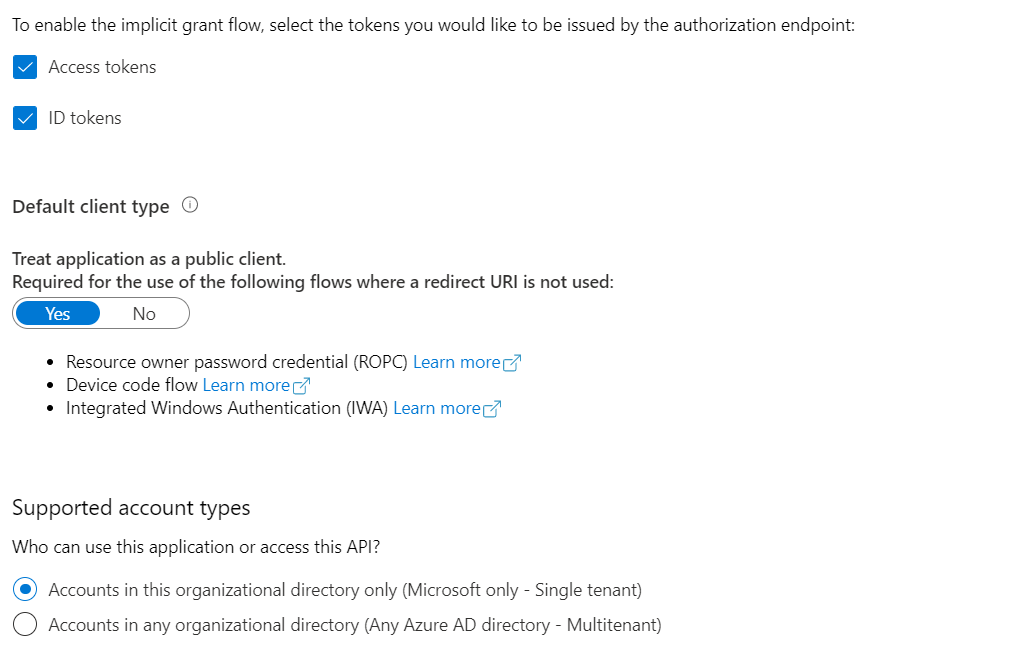 To enable the implicit grant flow, select the tokens you would like to be issued by the authorization endpoint:
Access tokens
ID tokens
Default client type
Treat application as a public client.
Required for the use of the following flows where a redirect URI is not used:
Yes No
Resource owner password credential (ROPC) Learn more
Device code flow Learn more
Integrated Windows Authentication (IWA) Learn more
Supported account types
Who can use this application or access this API?
Accounts in this organizational directory only (Microsoft only - Single tenant)
Accounts in any organizational directory (Any Azure AD directory - Multitenant)